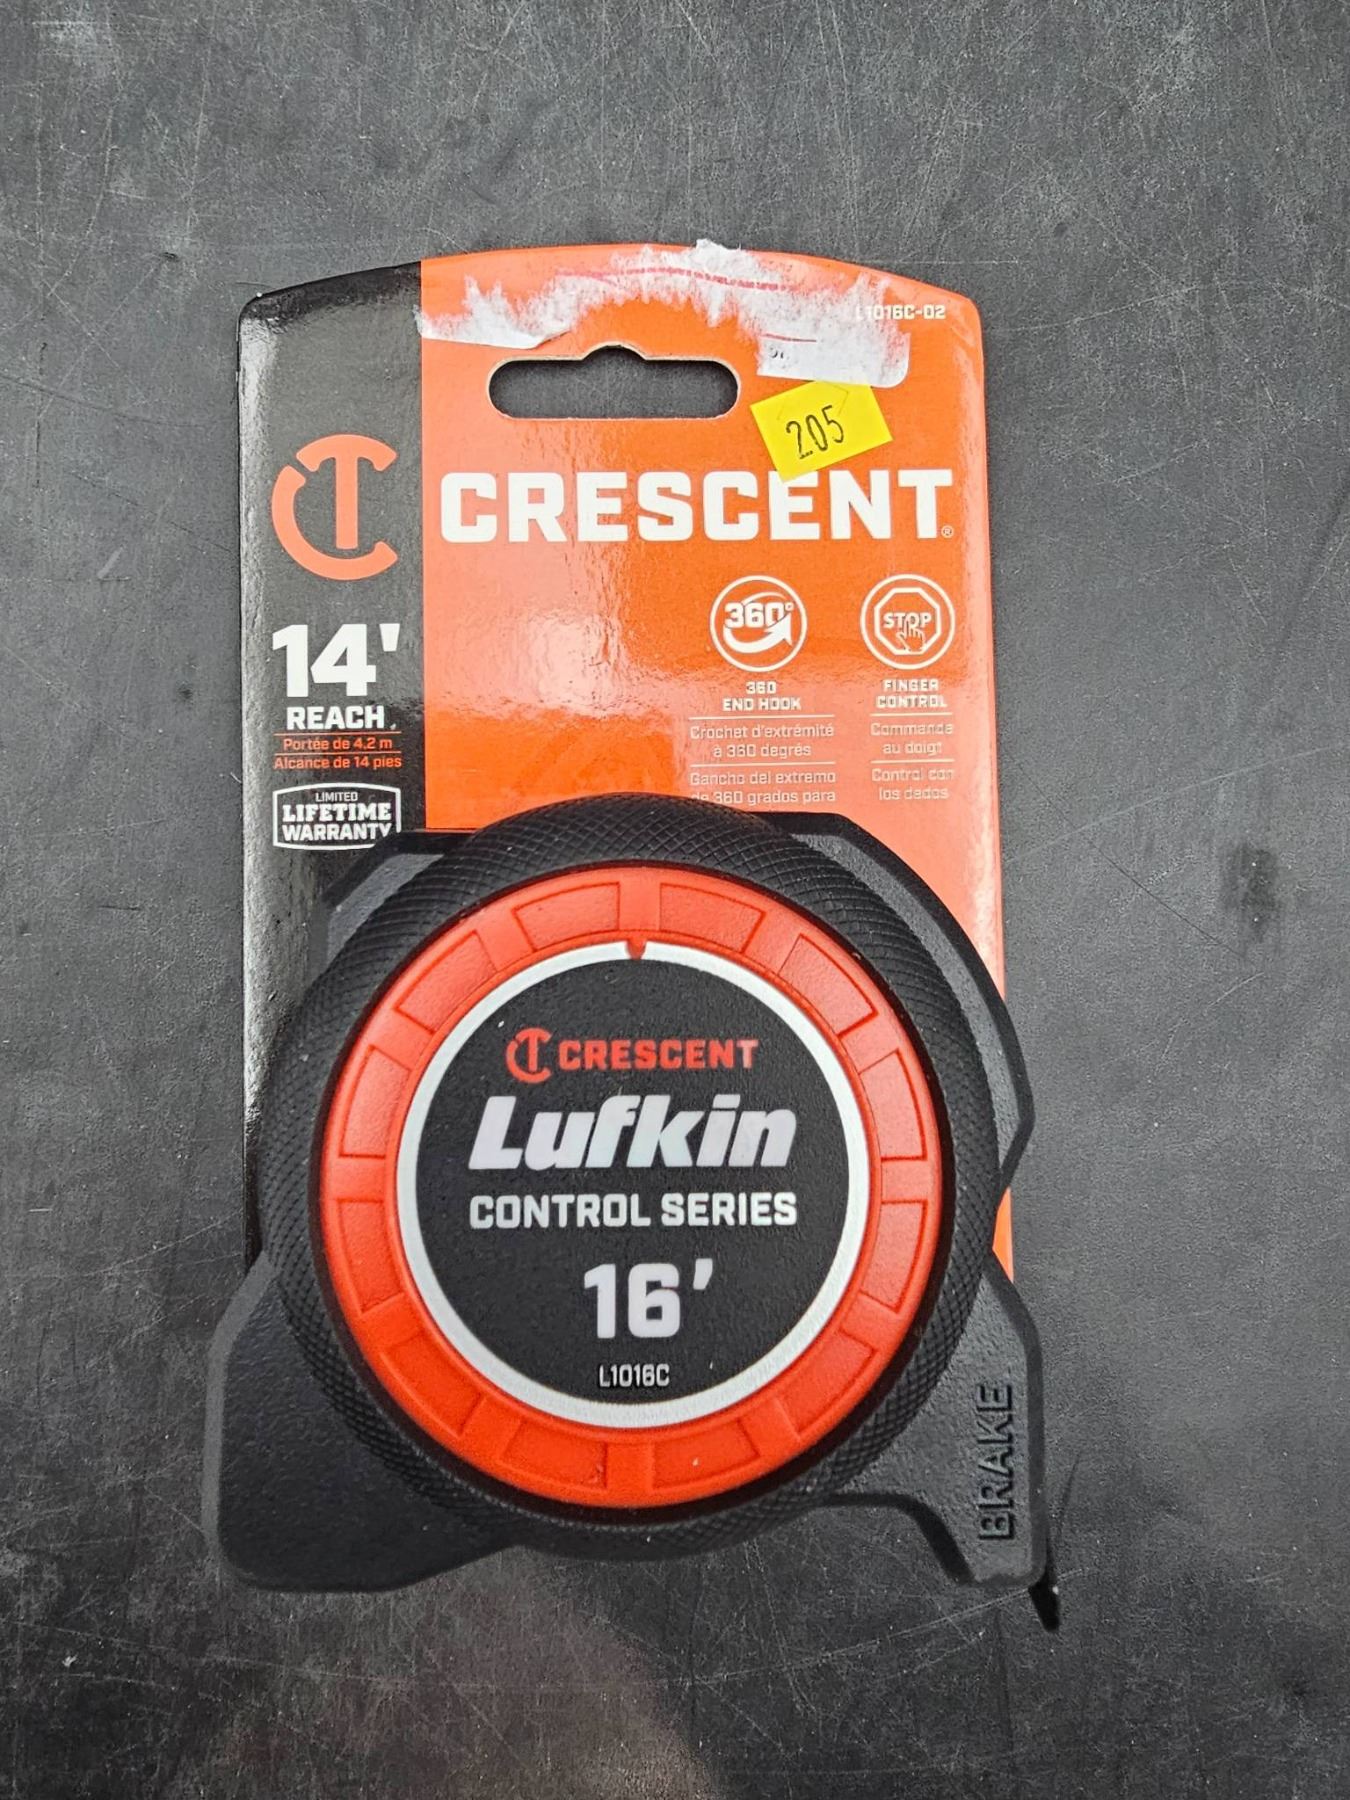 L1016C-02
205
CRESCENT®
14'
REACH
Portée de 4,2 m
Alcance de 14 pies
LIMITED
LIFETIME
WARRANTY
360°
360
END HOOK
Crochet d'extrémité
à 360 degrés
Gancho del extremo
de 360 grados para
STOP
FINGER
CONTROL
Commande
au doigt
Control con
los dedos
CRESCENT
Lufkin
CONTROL SERIES
16'
L1016C
BRAKE